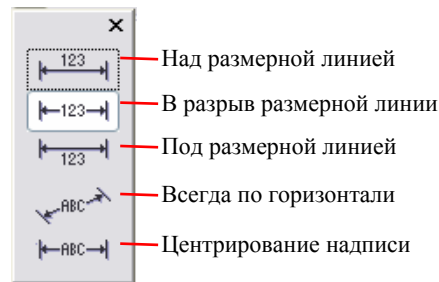 123 Над размерной линией
123 В разрыв размерной линии
123 Под размерной линией
ABC Всегда по горизонтали
ABC Центрирование надписи